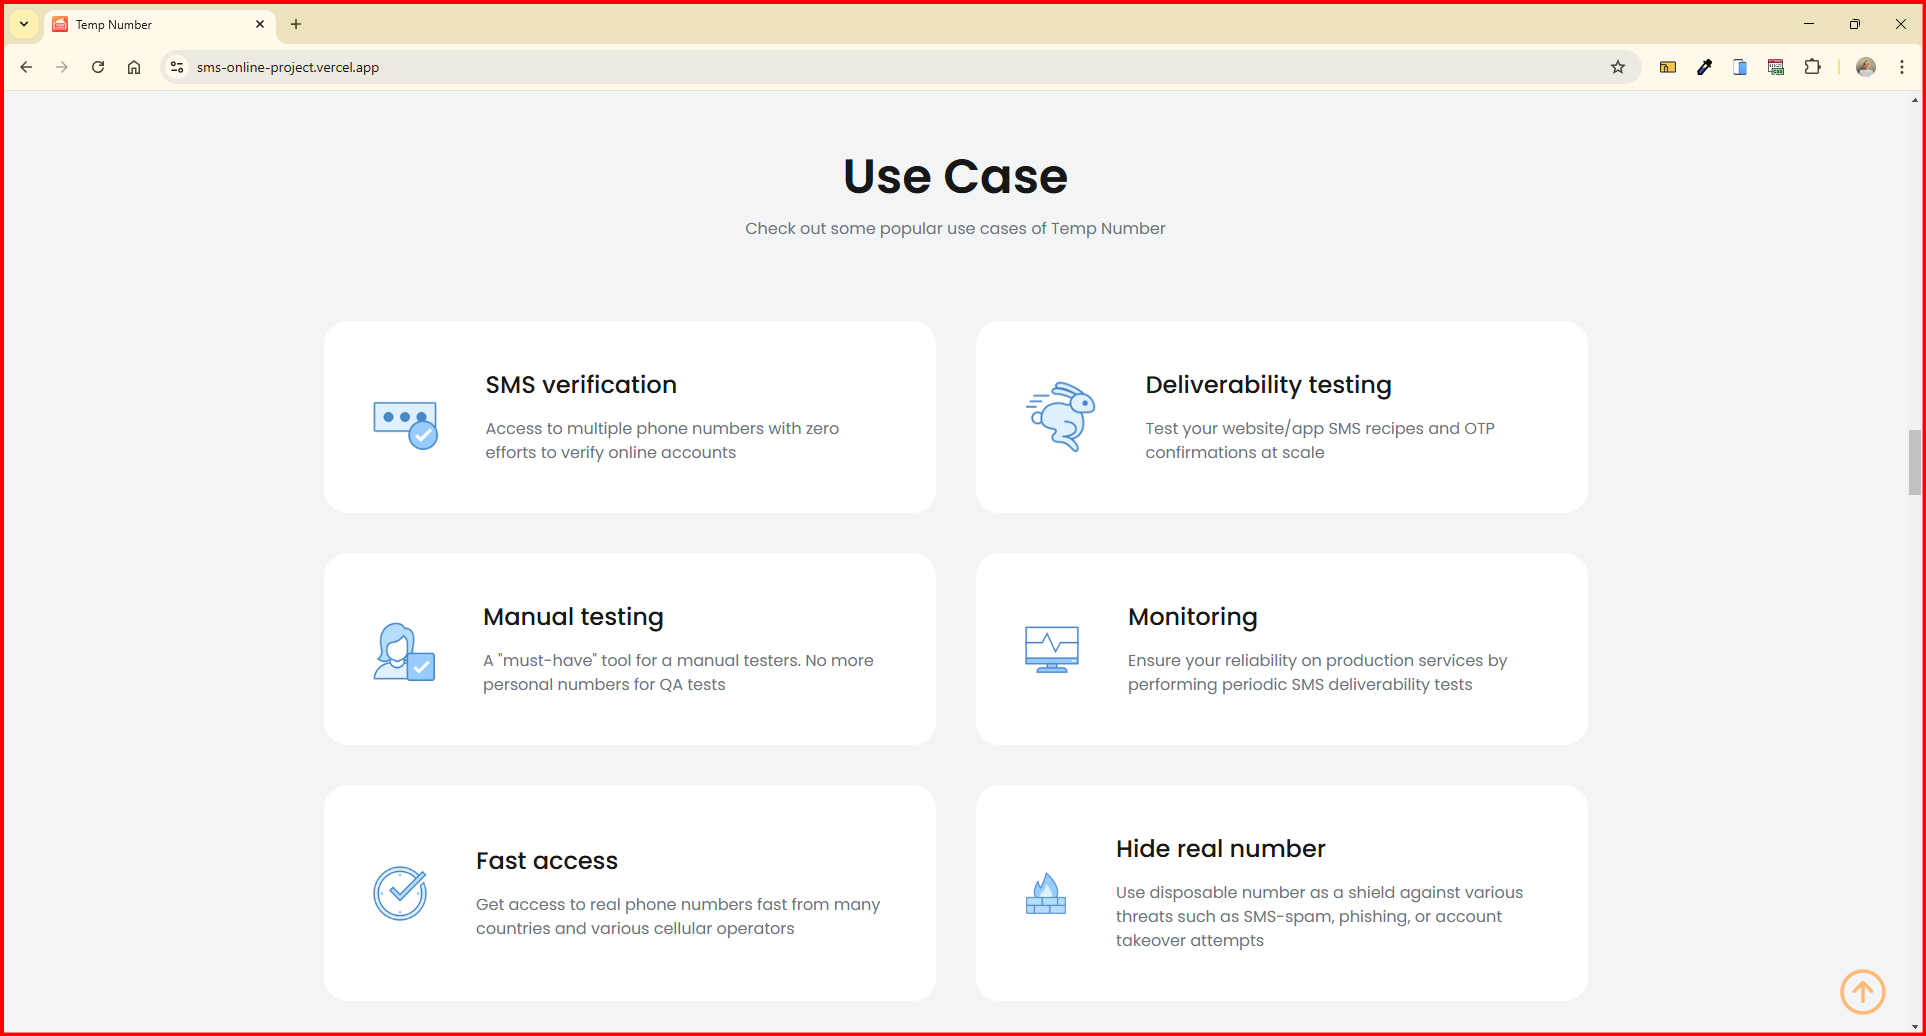 Temp Number
sms-online-project.vercel.app
Use Case
Check out some popular use cases of Temp Number
SMS verification
Access to multiple phone numbers with zero
efforts to verify online accounts
Deliverability testing
Test your website/app SMS recipes and OTP
confirmations at scale
Manual testing
A "must-have" tool for a manual testers. No more
personal numbers for QA tests
Monitoring
Ensure your reliability on production services by
performing periodic SMS deliverability tests
Fast access
Get access to real phone numbers fast from many
countries and various cellular operators
Hide real number
Use disposable number as a shield against various
threats such as SMS-spam, phishing, or account
takeover attempts